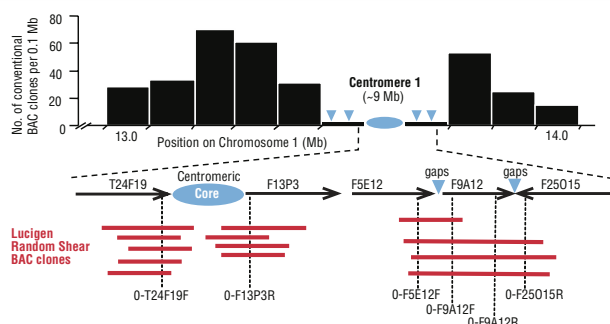 No. of conventional
BAC clones per 0.1 Mb
80
60
40
20
0
Centromere 1
(~9 Mb)
13.0
Position on Chromosome 1 (Mb)
14.0
T24F19
Centromeric
Core
F13P3
F5E12
gaps
F9A12
gaps
F25O15
Lucigen
Random Shear
BAC clones
0-T24F19F
0-F13P3R
0-F5E12F
0-F9A12F
0-F9A12R
0-F25O15R